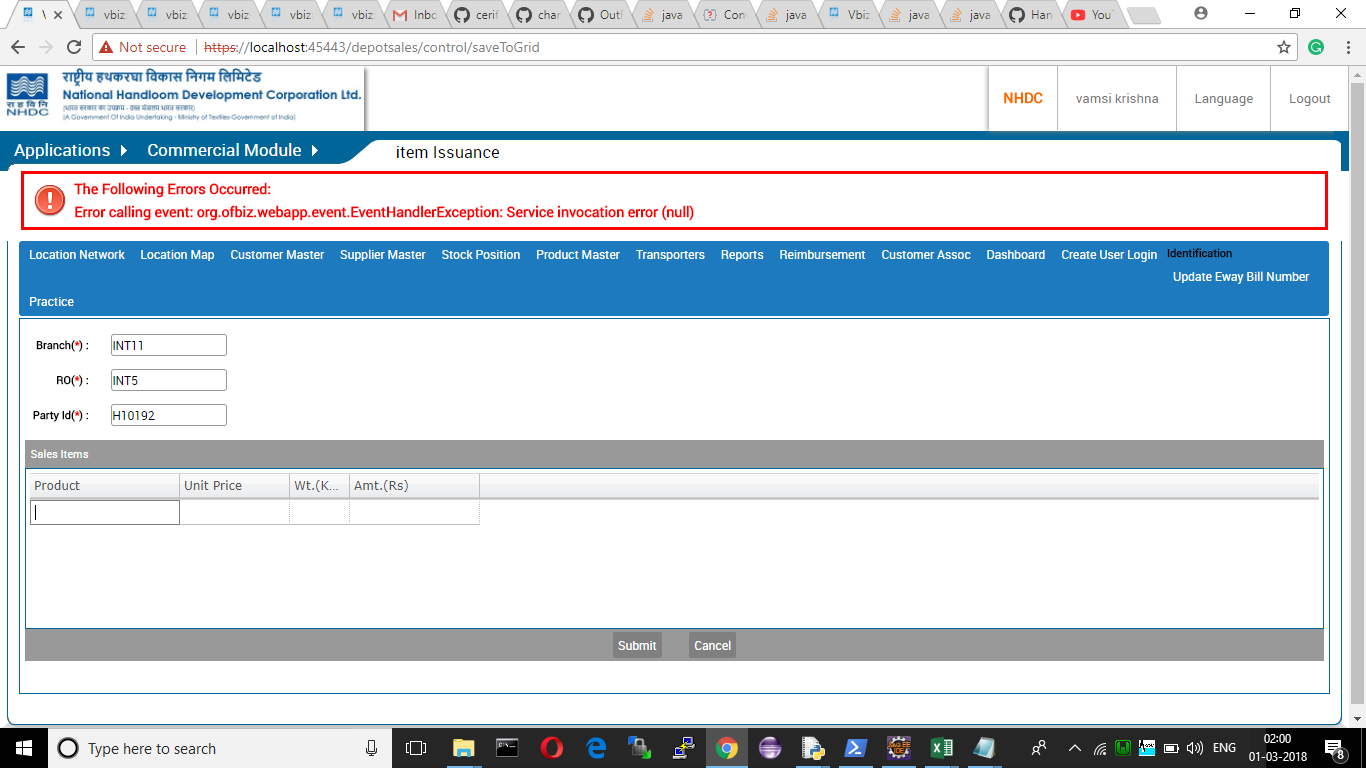 V
vbiz
vbiz
vbiz
vbiz
vbiz
Inbo
cerif
char
Outl
java
Con
java
Vbiz
java
java
Han
You
Not secure https://localhost:45443/depotsales/control/saveToGrid
राष्ट्रीय हथकरघा विकास निगम लिमिटेड
National Handloom Development Corporation Ltd.
(भारत सरकार का उपक्रम - वस्त्र मंत्रालय भारत सरकार)
(A Government Of India Undertaking - Ministry of Textiles-Government of India)
रा ह वि नि
NHDC
NHDC
vamsi krishna
Language
Logout
Applications
Commercial Module
item Issuance
The Following Errors Occurred:
Error calling event: org.ofbiz.webapp.event.EventHandlerException: Service invocation error (null)
Location Network Location Map Customer Master Supplier Master Stock Position Product Master Transporters Reports Reimbursement Customer Assoc Dashboard Create User Login Identification
Update Eway Bill Number
Practice
Branch(*) : INT11
RO(*) : INT5
Party Id(*) : H10192
Sales Items
Product Unit Price Wt.(K... Amt.(Rs)
Submit Cancel
Type here to search
ENG
02:00
01-03-2018
8